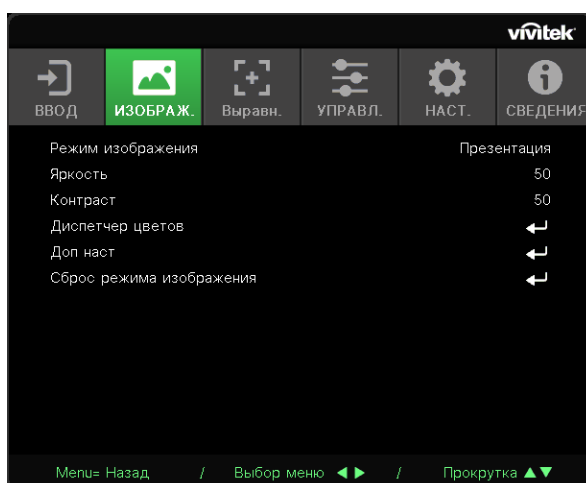 vivitek
ВВОД ИЗОБРАЖ. Выравн. УПРАВЛ. НАСТ. СВЕДЕНИЯ
Режим изображения Презентация
Яркость 50
Контраст 50
Диспетчер цветов
Доп наст
Сброс режима изображения
Menu= Назад / Выбор меню ◀ ▶ / Прокрутка ▲▼